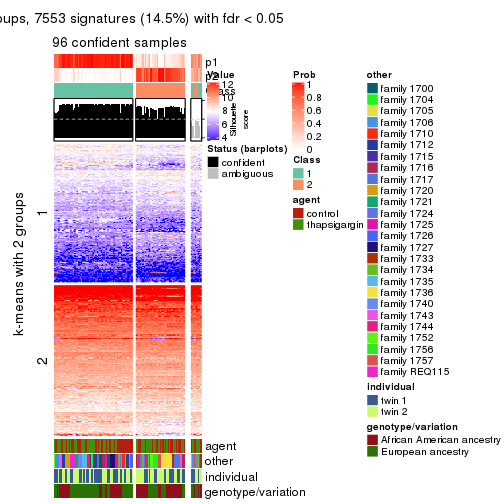 oups, 7553 signatures (14.5%) with fdr < 0.05
96 confident samples
p1
p2
Class
k-means with 2 groups
1
2
agent
other
individual
genotype/variation
Value
12
10
8
6
4
Silhouette
score
Status (barplots)
confident
ambiguous
Prob
1
0.8
0.6
0.4
0.2
0
Class
1
2
agent
control
thapsigargin
other
family 1700
family 1704
family 1705
family 1706
family 1710
family 1712
family 1715
family 1716
family 1717
family 1720
family 1721
family 1724
family 1725
family 1726
family 1727
family 1733
family 1734
family 1735
family 1736
family 1740
family 1743
family 1744
family 1752
family 1756
family 1757
family REQ115
individual
twin 1
twin 2
genotype/variation
African American ancestry
European ancestry